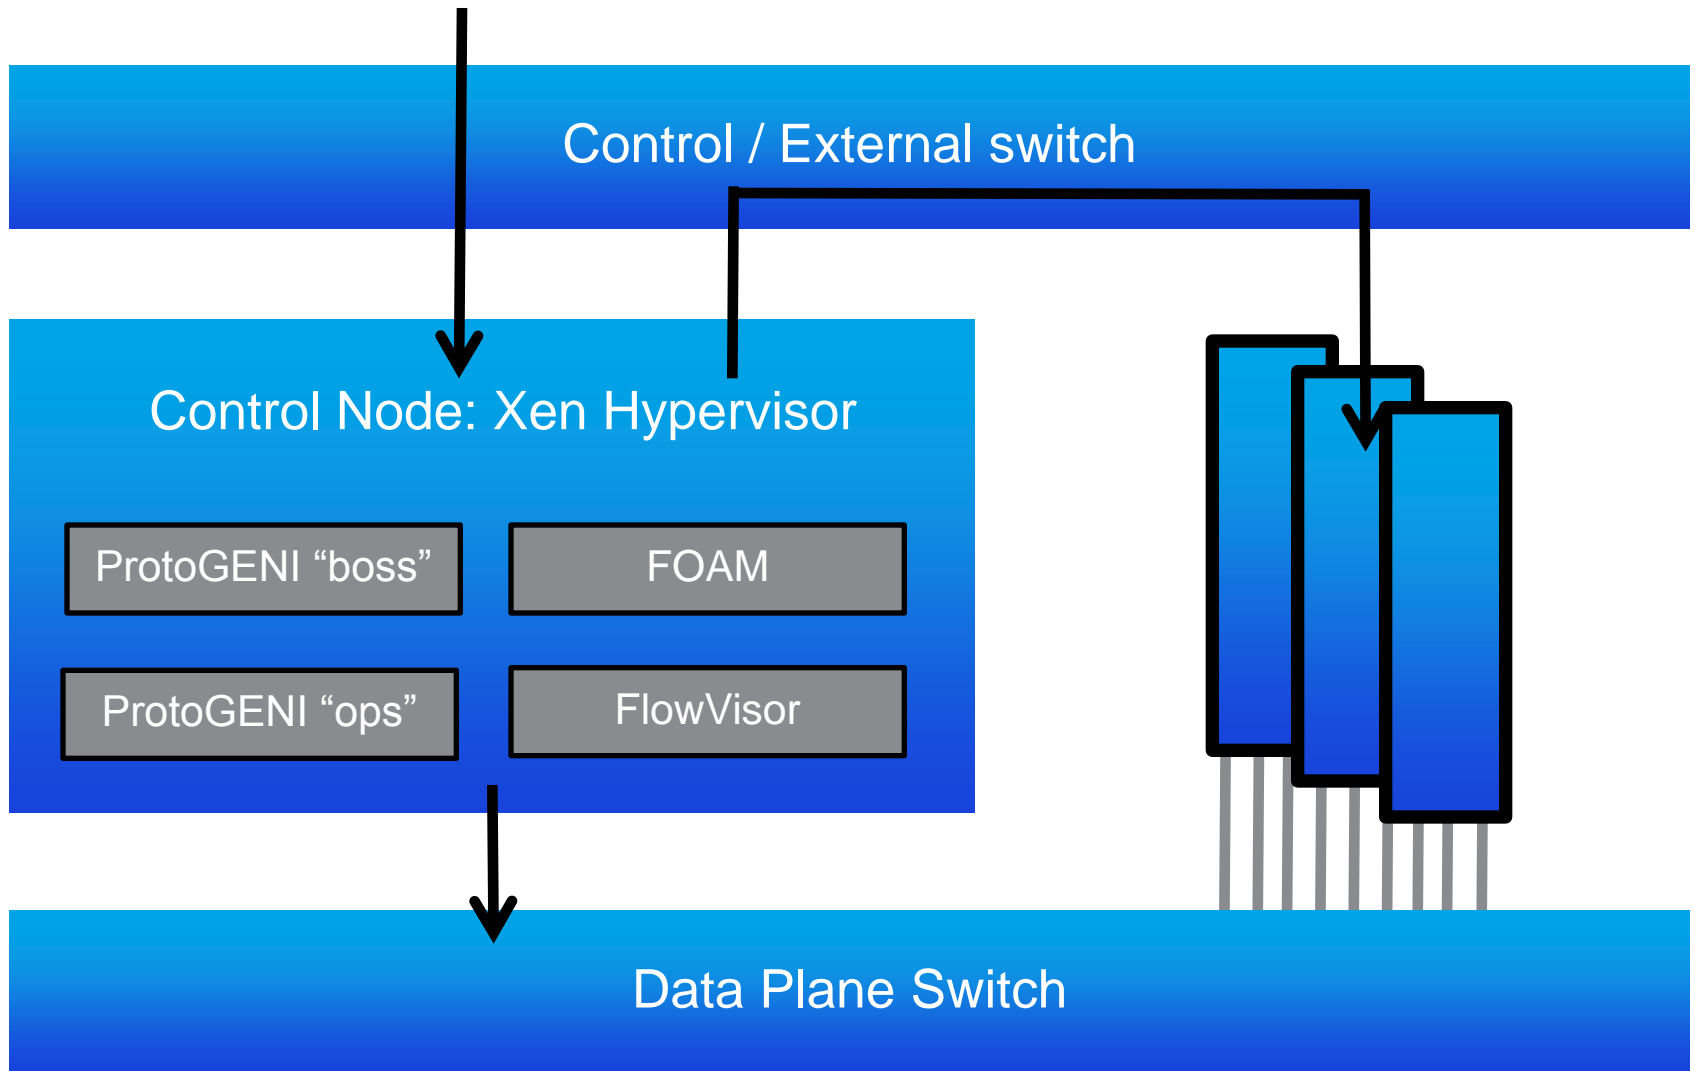 Control / External switch
Control Node: Xen Hypervisor
ProtoGENI “boss”
FOAM
ProtoGENI “ops”
FlowVisor
Data Plane Switch